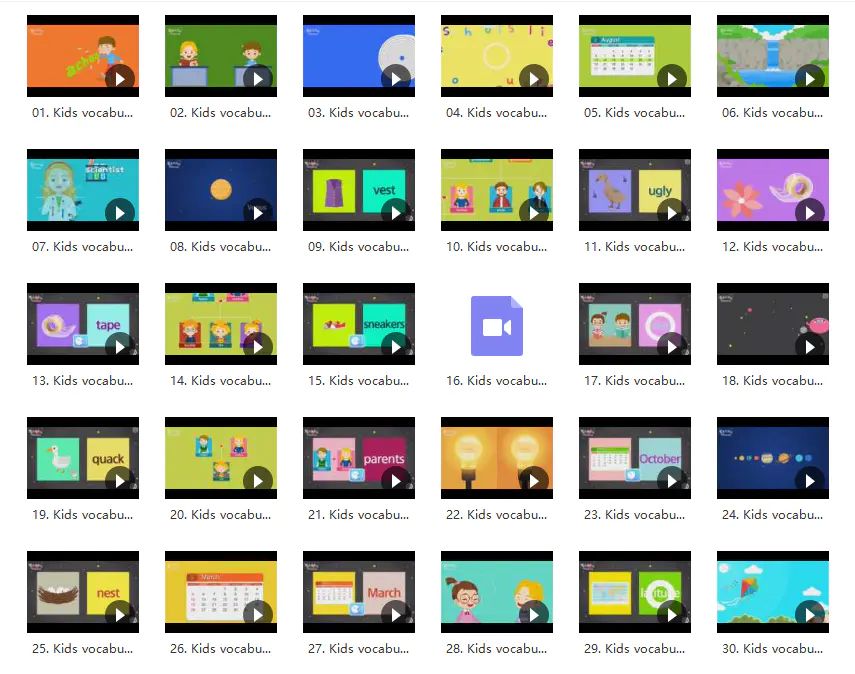 achoo
August
01. Kids vocabu...
02. Kids vocabu...
03. Kids vocabu...
04. Kids vocabu...
05. Kids vocabu...
06. Kids vocabu...
scientist
vest
ugly
07. Kids vocabu...
08. Kids vocabu...
09. Kids vocabu...
10. Kids vocabu...
11. Kids vocabu...
12. Kids vocabu...
tape
sneakers
13. Kids vocabu...
14. Kids vocabu...
15. Kids vocabu...
16. Kids vocabu...
17. Kids vocabu...
18. Kids vocabu...
quack
parents
October
19. Kids vocabu...
20. Kids vocabu...
21. Kids vocabu...
22. Kids vocabu...
23. Kids vocabu...
24. Kids vocabu...
nest
March
March
25. Kids vocabu...
26. Kids vocabu...
27. Kids vocabu...
28. Kids vocabu...
29. Kids vocabu...
30. Kids vocabu...